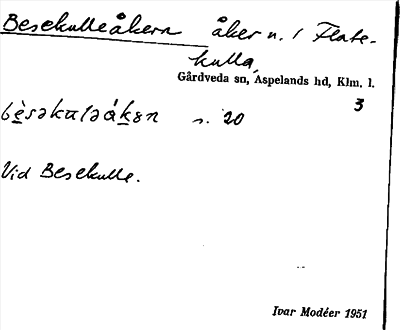 Besekulleåkern åker n. i Flate-
kulla,
Gårdveda sn, Aspelands hd, Klm. l.
3
s. 20
Vid Besekulle.
Ivar Modéer 1951